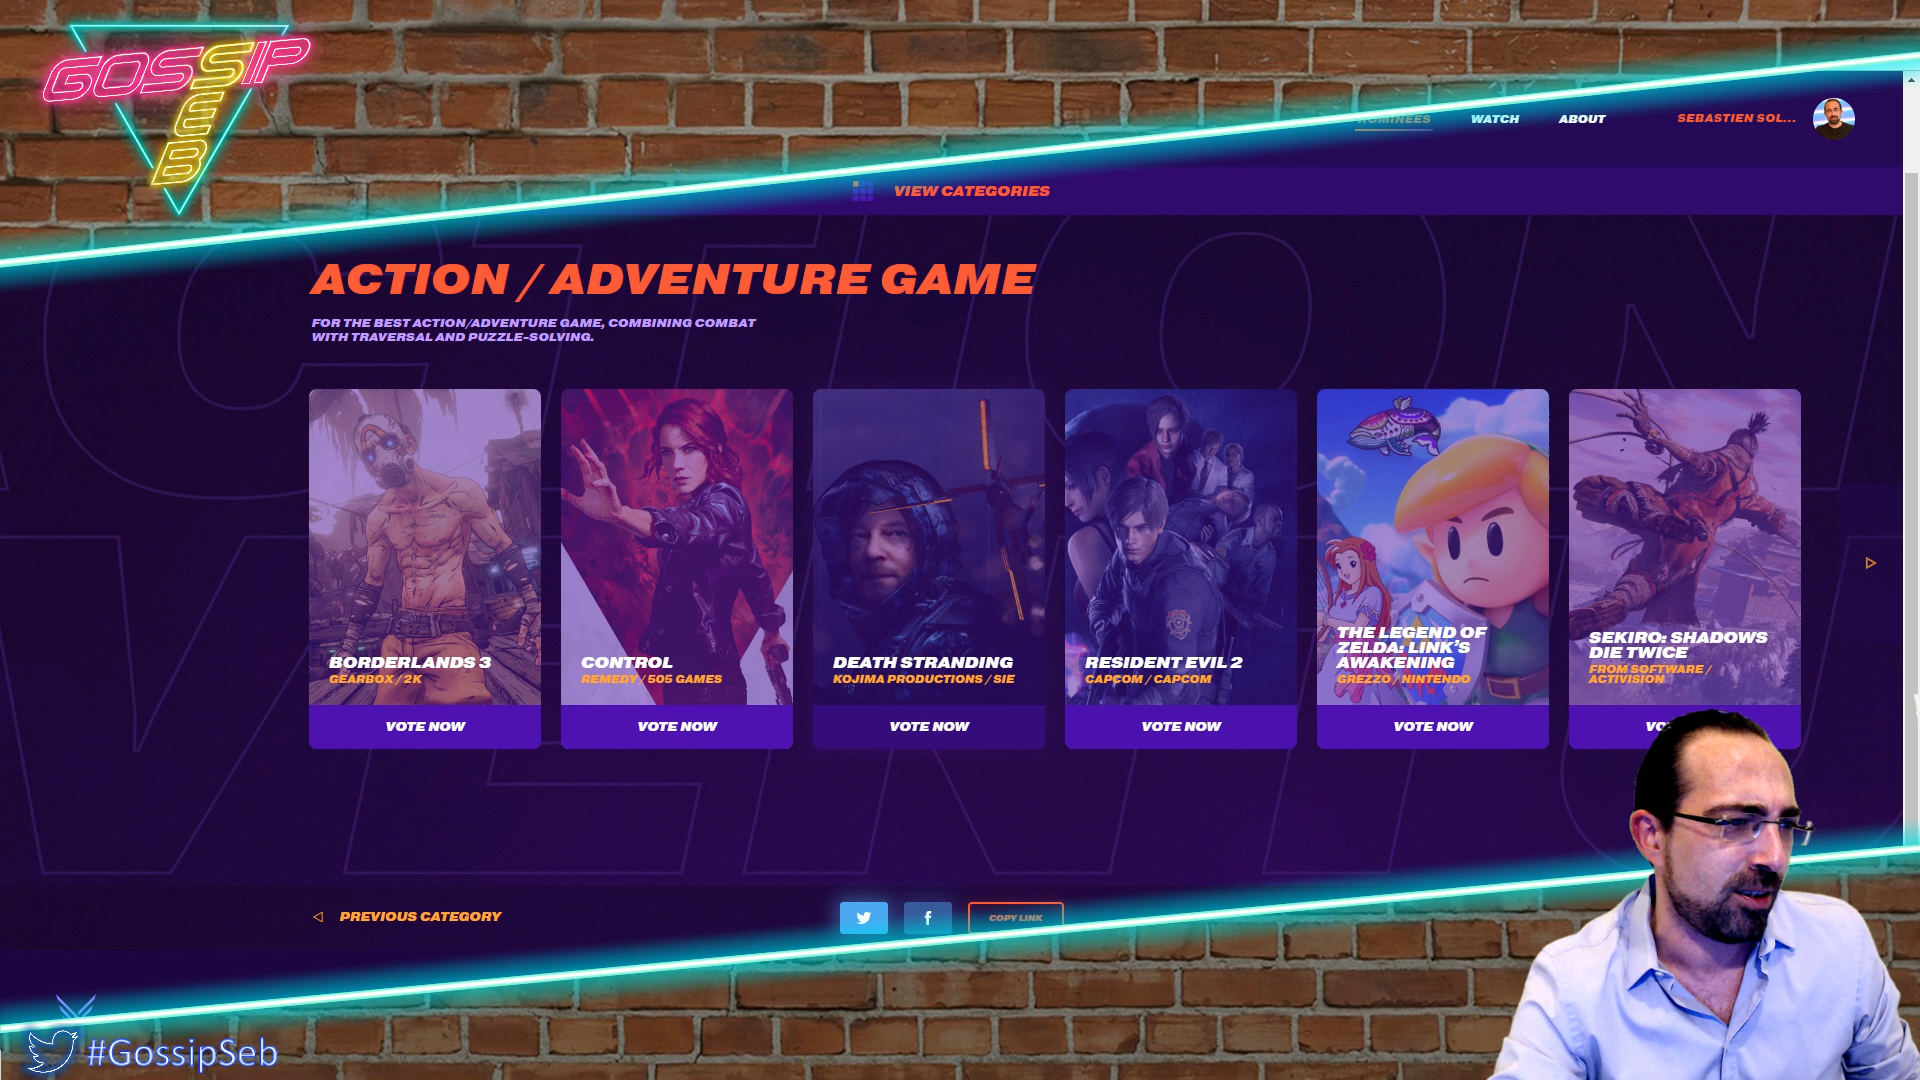 GOSSIP
SEB
NOMINEES
WATCH
ABOUT
SEBASTIEN SOL...
VIEW CATEGORIES
ACTION / ADVENTURE GAME
FOR THE BEST ACTION/ADVENTURE GAME, COMBINING COMBAT
WITH TRAVERSAL AND PUZZLE-SOLVING.
BORDERLANDS 3
GEARBOX / 2K
VOTE NOW
CONTROL
REMEDY / 505 GAMES
VOTE NOW
DEATH STRANDING
KOJIMA PRODUCTIONS / SIE
VOTE NOW
RESIDENT EVIL 2
CAPCOM / CAPCOM
VOTE NOW
THE LEGEND OF
ZELDA: LINK'S
AWAKENING
GREZZO / NINTENDO
VOTE NOW
SEKIRO: SHADOWS
DIE TWICE
FROM SOFTWARE /
ACTIVISION
PREVIOUS CATEGORY
COPY LINK
#GossipSeb